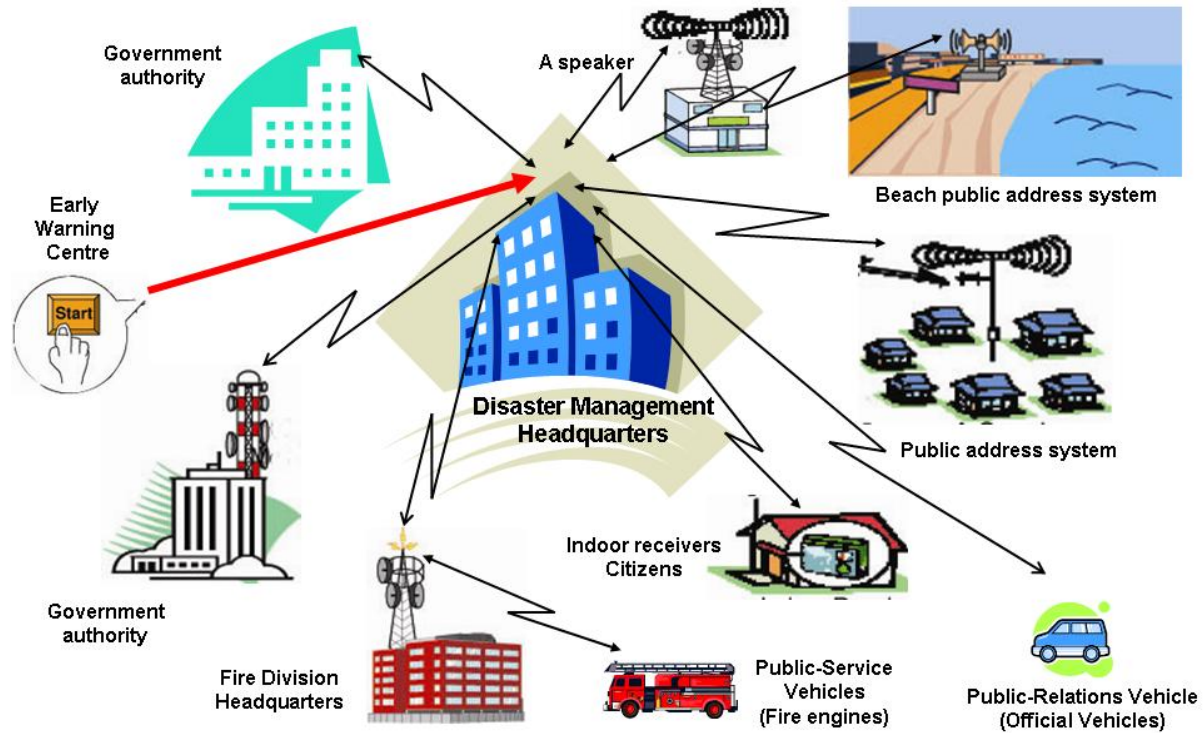 Government
authority
A speaker
Beach public address system
Early
Warning
Centre
Start
Disaster Management
Headquarters
Public address system
Indoor receivers
Citizens
Government
authority
Fire Division
Headquarters
Public-Service
Vehicles
(Fire engines)
Public-Relations Vehicle
(Official Vehicles)